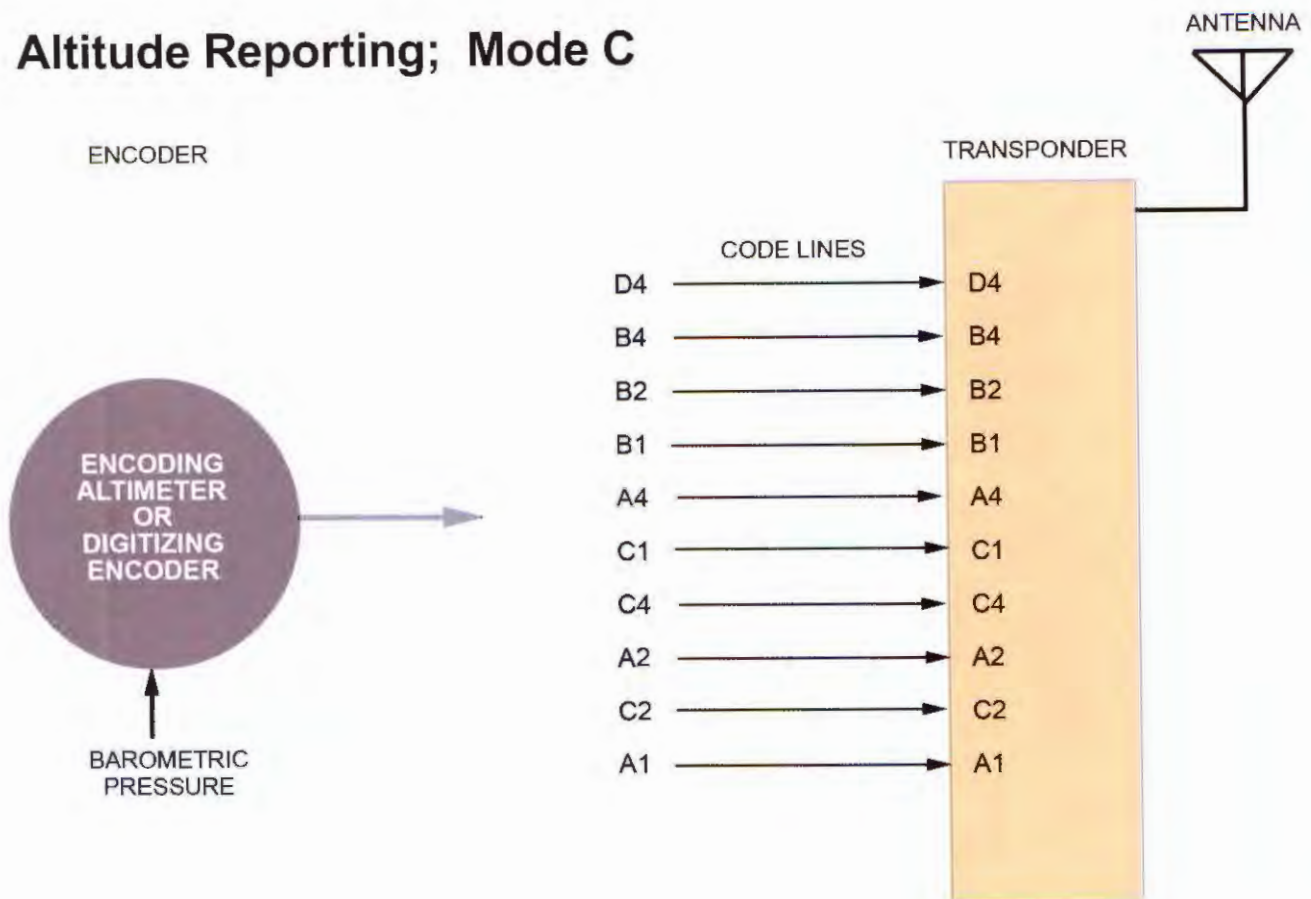 Altitude Reporting; Mode C
ANTENNA
ENCODER
TRANSPONDER
CODE LINES
D4 D4
B4 B4
B2 B2
B1 B1
A4 A4
C1 C1
C4 C4
A2 A2
C2 C2
A1 A1
ENCODING
ALTIMETER
OR
DIGITIZING
ENCODER
BAROMETRIC
PRESSURE